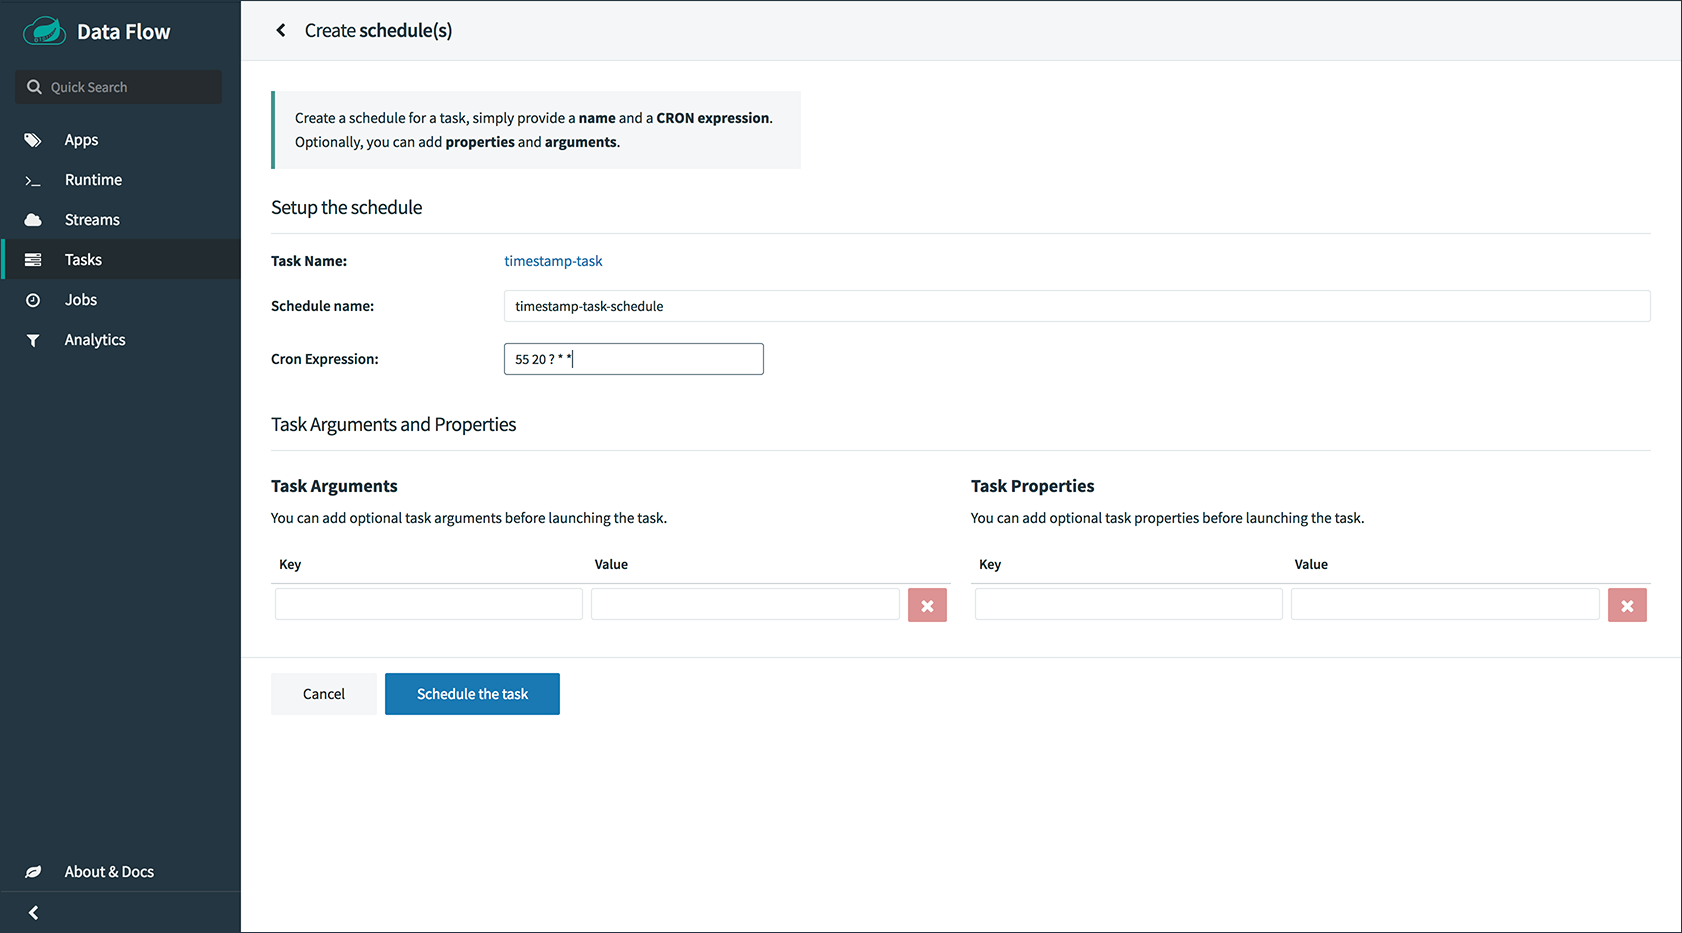 Data Flow
Quick Search
Apps
Runtime
Streams
Tasks
Jobs
Analytics
About & Docs
Create schedule(s)
Create a schedule for a task, simply provide a name and a CRON expression.
Optionally, you can add properties and arguments.
Setup the schedule
Task Name: timestamp-task
Schedule name: timestamp-task-schedule
Cron Expression: 55 20 ? * *
Task Arguments and Properties
Task Arguments
You can add optional task arguments before launching the task.
Key Value
Task Properties
You can add optional task properties before launching the task.
Key Value
Cancel Schedule the task